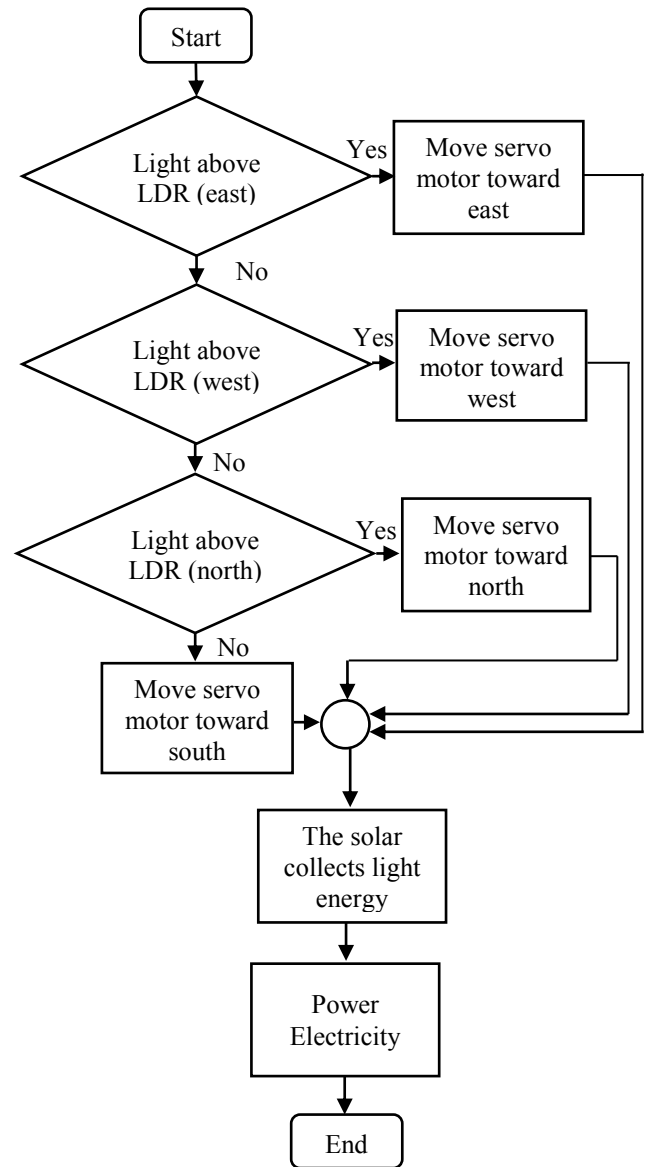 Start
Light above
LDR (east)
Yes
Move servo
motor toward
east
No
Light above
LDR (west)
Yes
Move servo
motor toward
west
No
Light above
LDR (north)
Yes
Move servo
motor toward
north
No
Move servo
motor toward
south
The solar
collects light
energy
Power
Electricity
End